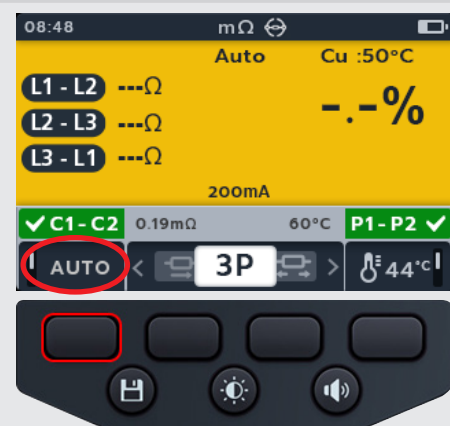 08:48 mΩ
Auto Cu :50°C
L1 - L2 ---Ω
-.-%
L2 - L3 ---Ω
L3 - L1 ---Ω
200mA
✓ C1-C2 0.19mΩ 60°C P1-P2 ✓
AUTO < 3P > 44°C